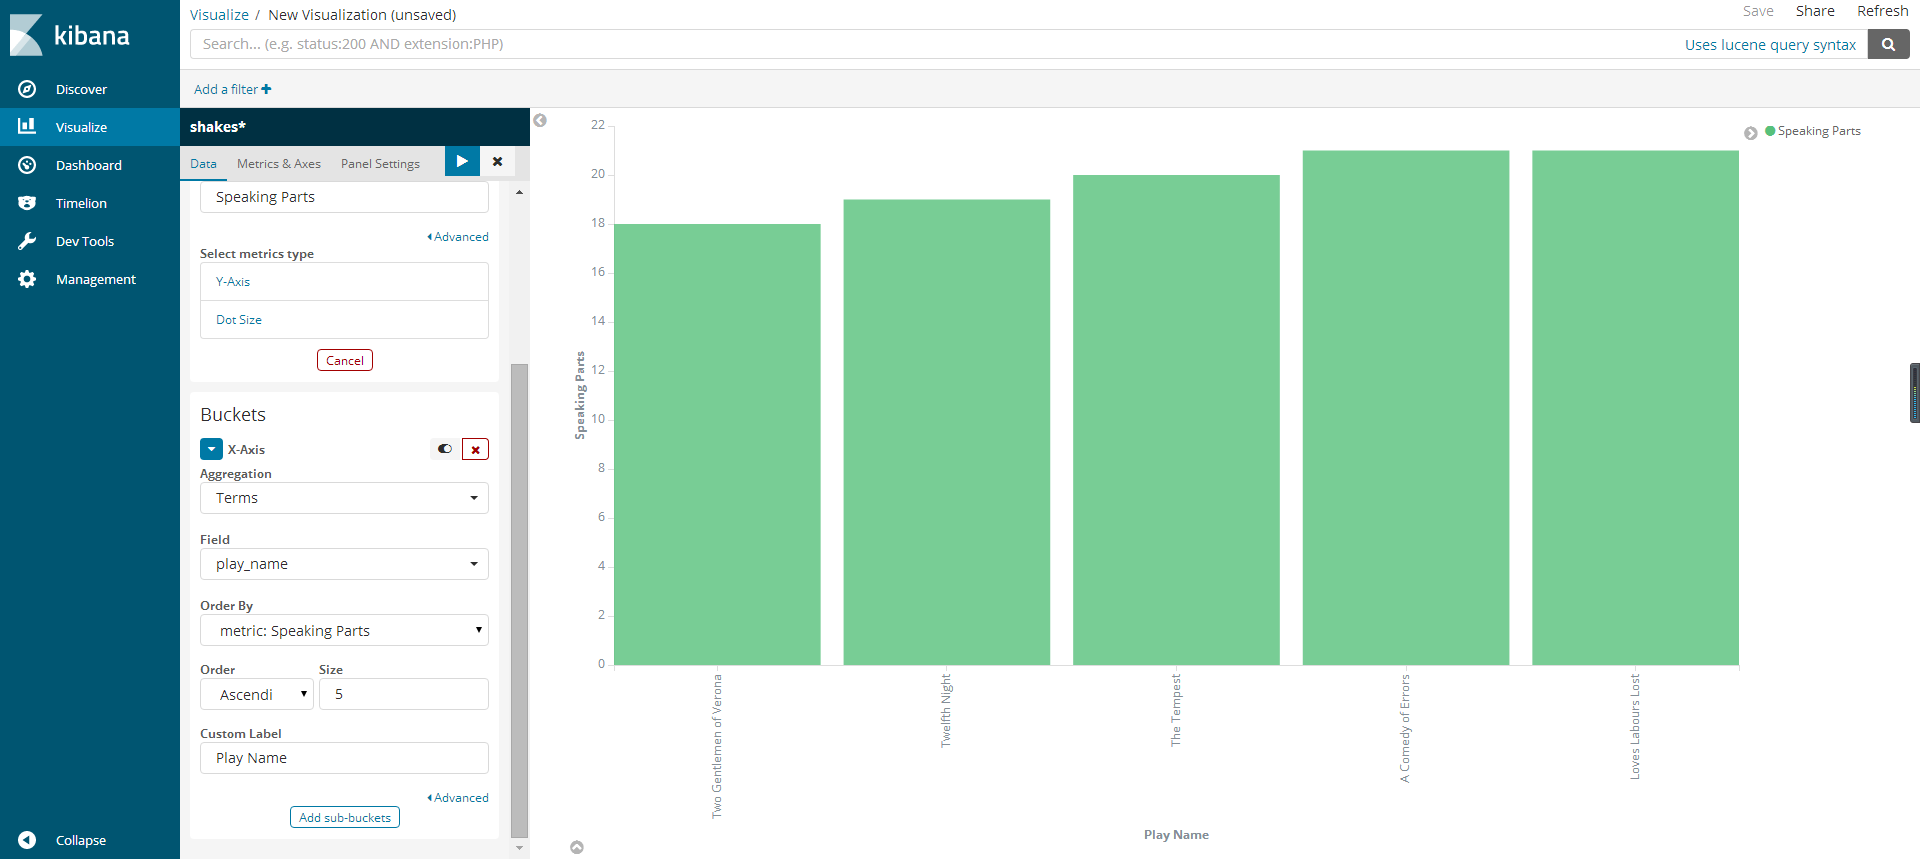 kibana
Discover
Visualize
Dashboard
Timelion
Dev Tools
Management
Collapse
Visualize / New Visualization (unsaved)
Save Share Refresh
Search... (e.g. status:200 AND extension:PHP)
Uses lucene query syntax
Add a filter
shakes*
Data Metrics & Axes Panel Settings
Speaking Parts
Advanced
Select metrics type
Y-Axis
Dot Size
Cancel
Buckets
X-Axis
Aggregation
Terms
Field
play_name
Order By
metric: Speaking Parts
Order Size
Ascendi 5
Custom Label
Play Name
Advanced
Add sub-buckets
Speaking Parts
22
20
18
16
14
12
10
8
6
4
2
0
Speaking Parts
Two Gentlemen of Verona
Twelfth Night
The Tempest
A Comedy of Errors
Loves Labours Lost
Play Name